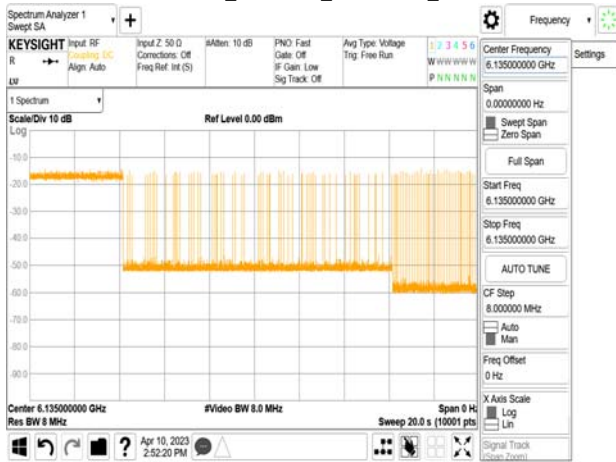 Spectrum Analyzer 1
Swept SA
+
Frequency
KEYSIGHT
R
LXI
Input: RF
Coupling: DC
Align: Auto
Input Z: 50 Ω
Corrections: Off
Freq Ref: Int (S)
#Atten: 10 dB
PNO: Fast
Gate: Off
IF Gain: Low
Sig Track: Off
Avg Type: Voltage
Trig: Free Run
1 2 3 4 5 6
W W W W W W
P N N N N N
1 Spectrum
Scale/Div 10 dB
Ref Level 0.00 dBm
Log
-10.0
-20.0
-30.0
-40.0
-50.0
-60.0
-70.0
-80.0
-90.0
Center 6.135000000 GHz
Res BW 8 MHz
#Video BW 8.0 MHz
Span 0 Hz
Sweep 20.0 s (10001 pts
Apr 10, 2023
2:52:20 PM
Center Frequency
6.135000000 GHz
Settings
Span
0.00000000 Hz
Swept Span
Zero Span
Full Span
Start Freq
6.135000000 GHz
Stop Freq
6.135000000 GHz
AUTO TUNE
CF Step
8.000000 MHz
Auto
Man
Freq Offset
0 Hz
X Axis Scale
Log
Lin
Signal Track
(Span Zoom)